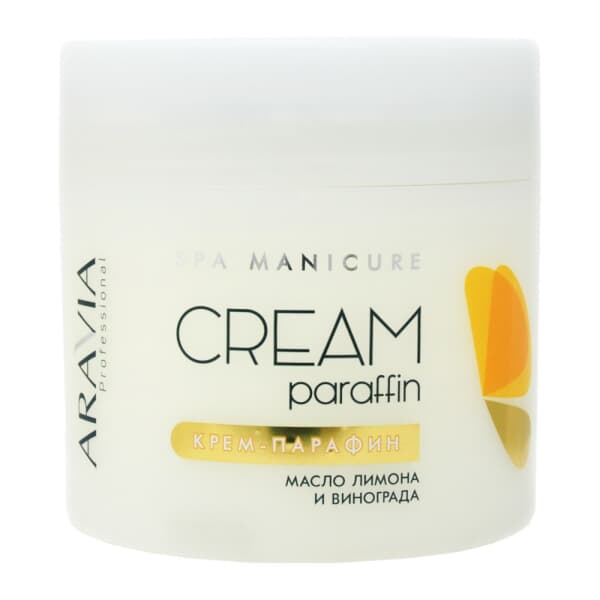 ARAVIA
Professional
SPA MANICURE
CREAM
paraffin
КРЕМ-ПАРАФИН
МАСЛО ЛИМОНА
И ВИНОГРАДА